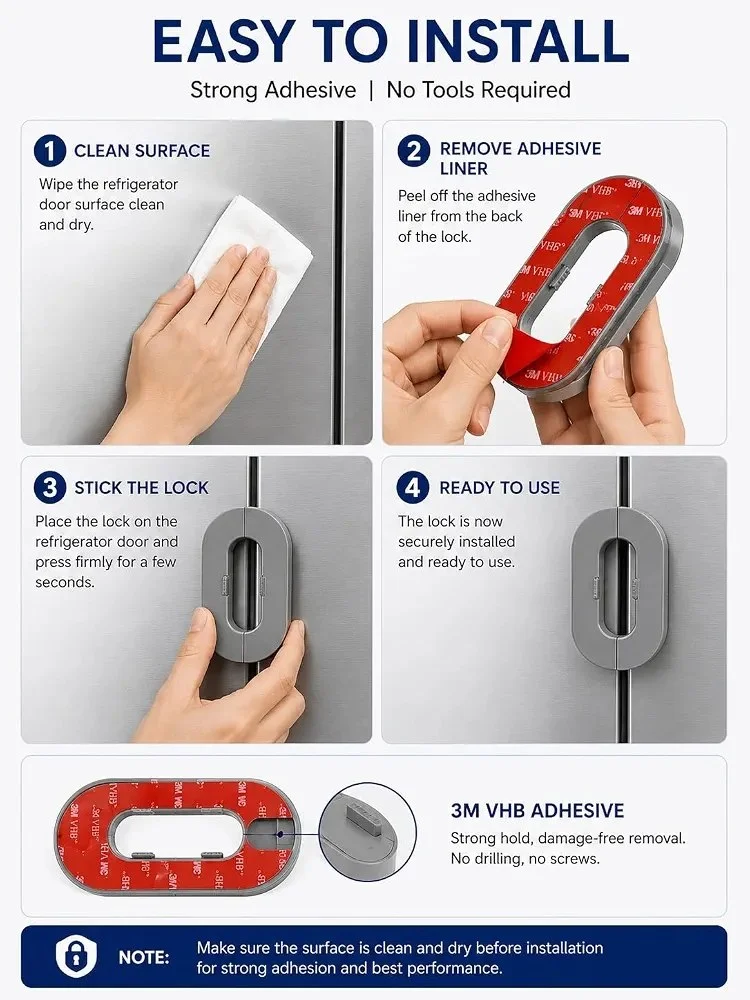 EASY TO INSTALL
Strong Adhesive | No Tools Required
1 CLEAN SURFACE
Wipe the refrigerator
door surface clean
and dry.
2 REMOVE ADHESIVE
LINER
Peel off the adhesive
liner from the back
of the lock.
3M VHB
3 STICK THE LOCK
Place the lock on the
refrigerator door and
press firmly for a few
seconds.
4 READY TO USE
The lock is now
securely installed
and ready to use.
3M VHB
3M VHB ADHESIVE
Strong hold, damage-free removal.
No drilling, no screws.
NOTE:
Make sure the surface is clean and dry before installation
for strong adhesion and best performance.